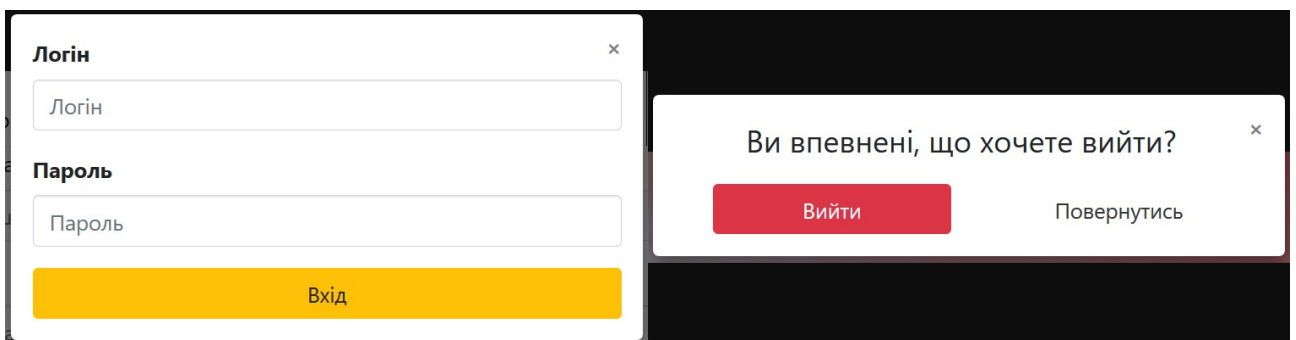 Логін
×
Логін
Пароль
Пароль
Вхід
Ви впевнені, що хочете вийти?
×
Вийти
Повернутись